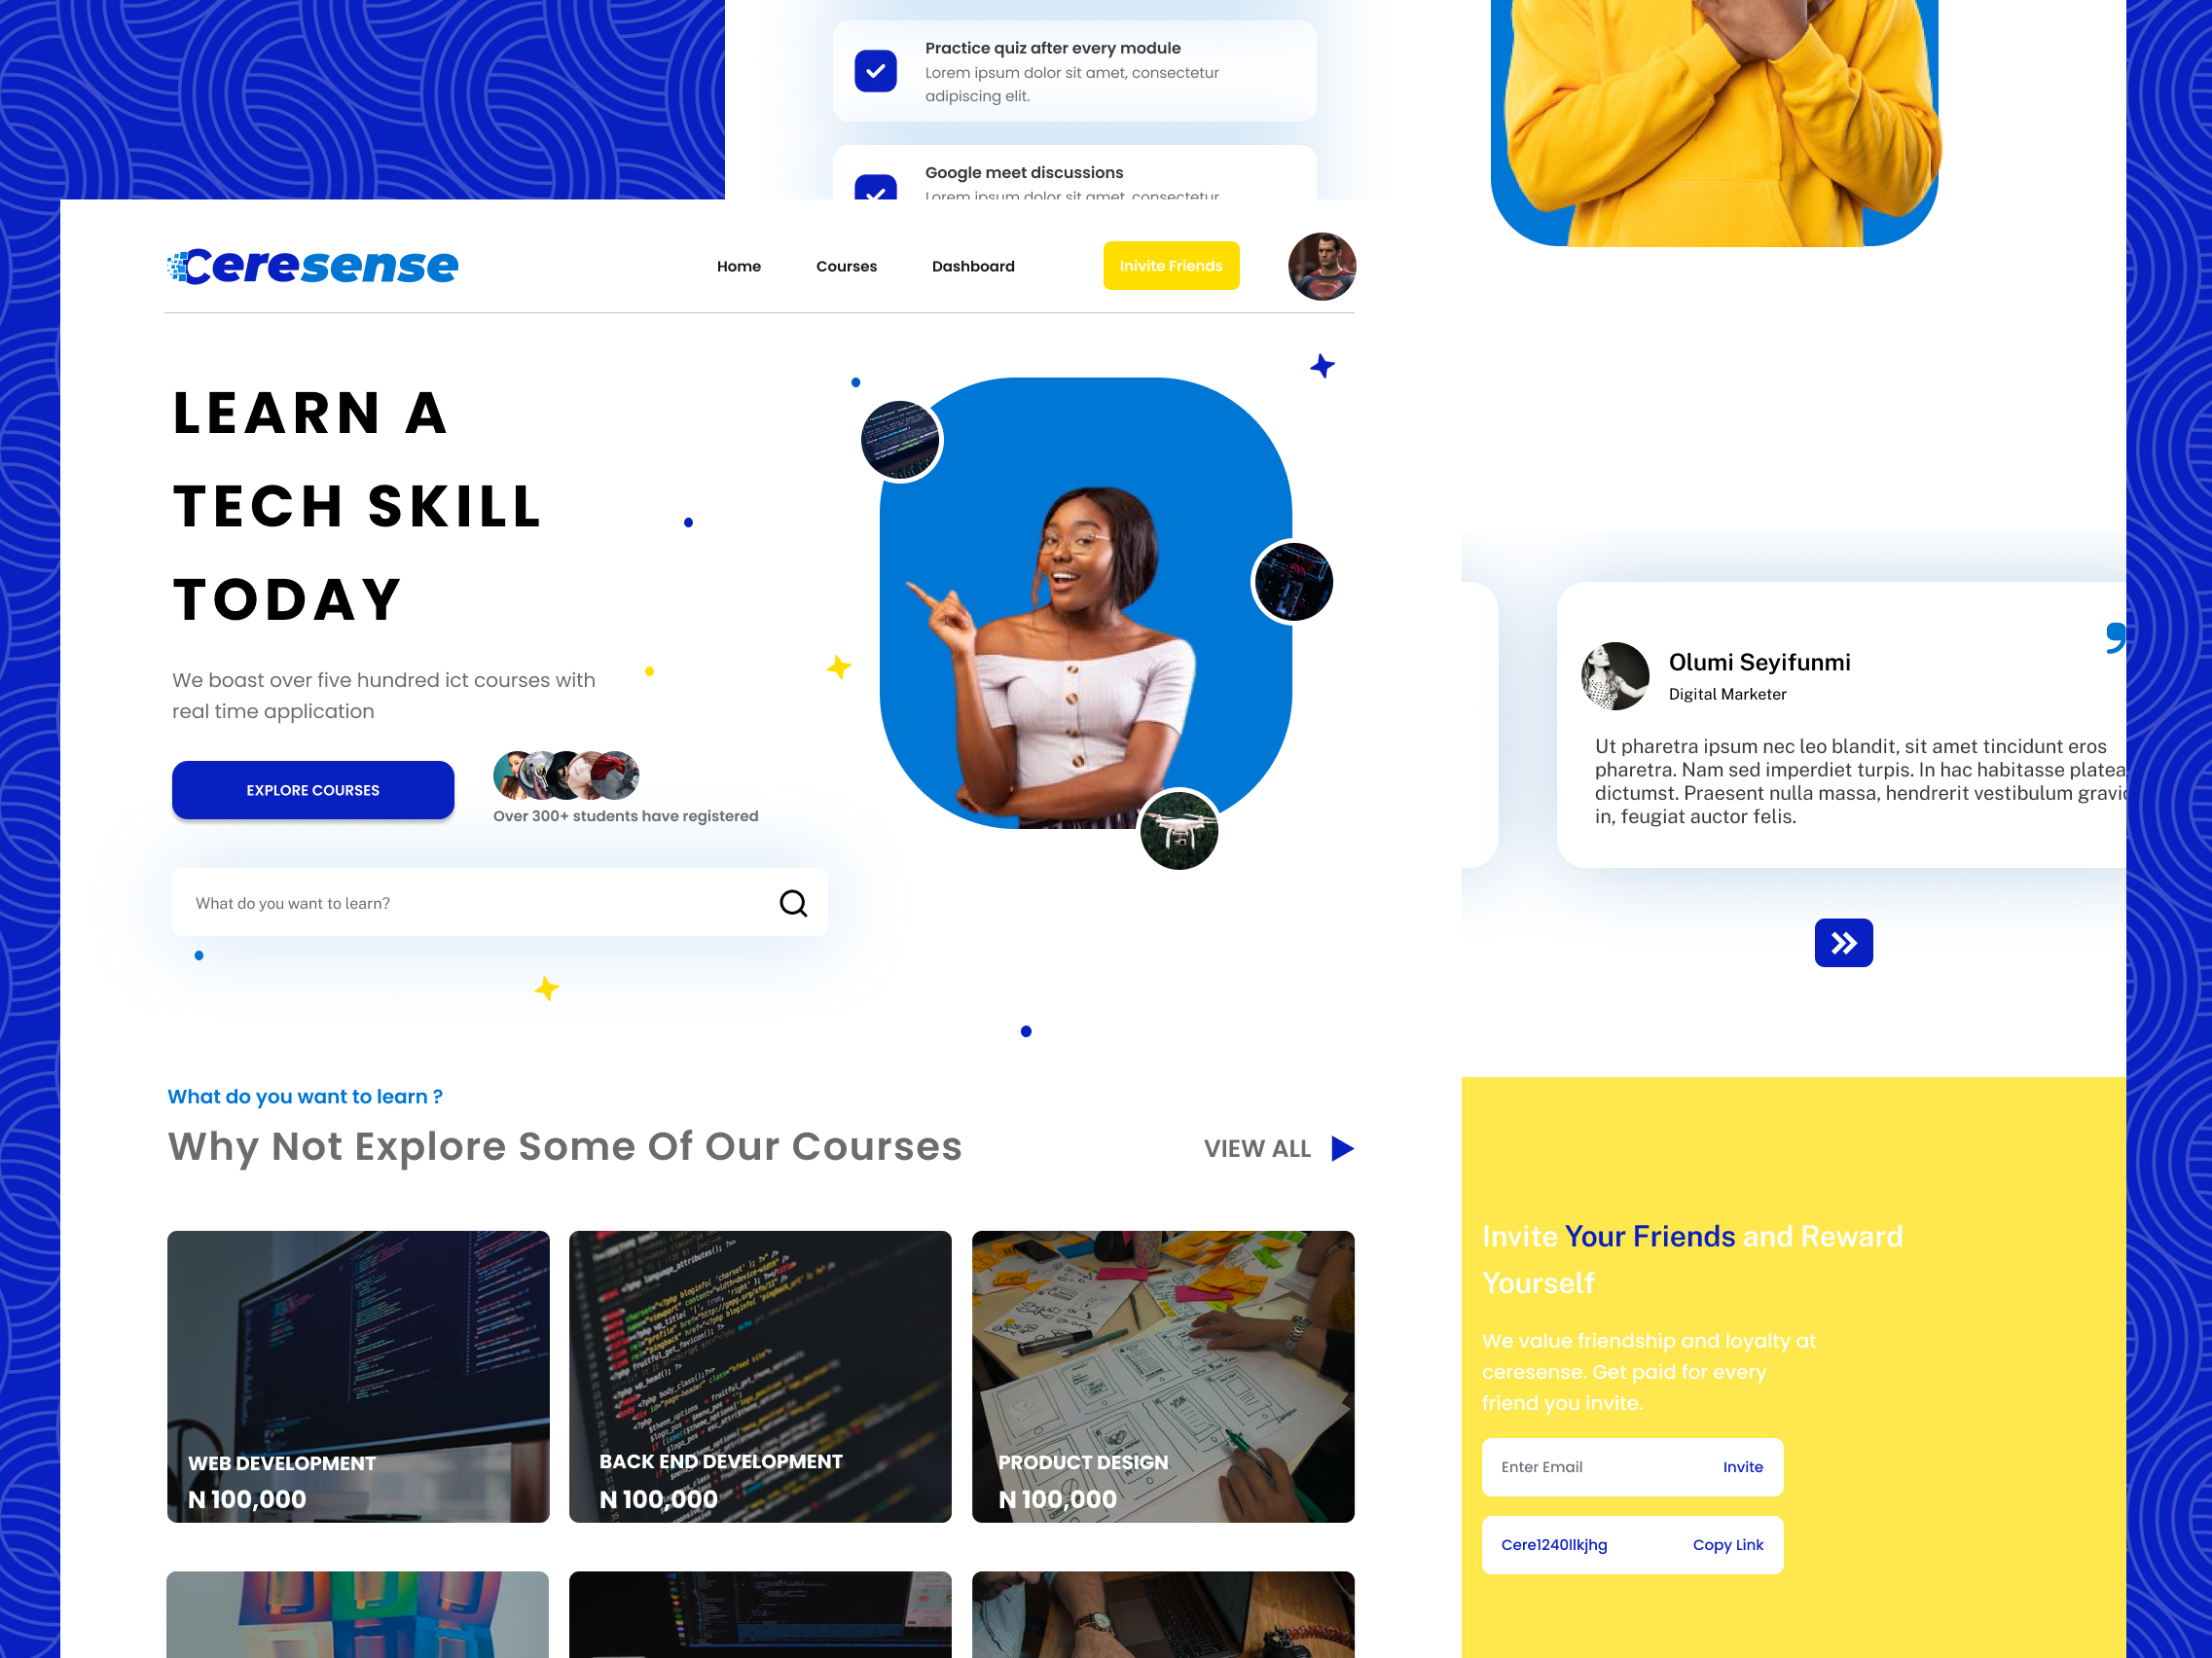 Practice quiz after every module
Lorem ipsum dolor sit amet, consectetur
adipiscing elit.
Google meet discussions
Lorem ipsum dolor sit amet, consectetur
Ceresense
Home
Courses
Dashboard
Inivite Friends
LEARN A
TECH SKILL
TODAY
We boast over five hundred ict courses with
real time application
EXPLORE COURSES
Over 300+ students have registered
What do you want to learn?
What do you want to learn ?
Why Not Explore Some Of Our Courses
VIEW ALL
WEB DEVELOPMENT
N 100,000
BACK END DEVELOPMENT
N 100,000
PRODUCT DESIGN
N 100,000
Olumi Seyifunmi
Digital Marketer
Ut pharetra ipsum nec leo blandit, sit amet tincidunt eros
pharetra. Nam sed imperdiet turpis. In hac habitasse platea
dictumst. Praesent nulla massa, hendrerit vestibulum
in, feugiat auctor felis.
Invite Your Friends and Reward
Yourself
We value friendship and loyalty at
ceresense. Get paid for every
friend you invite.
Enter Email
Invite
Cere1240llkjhg
Copy Link